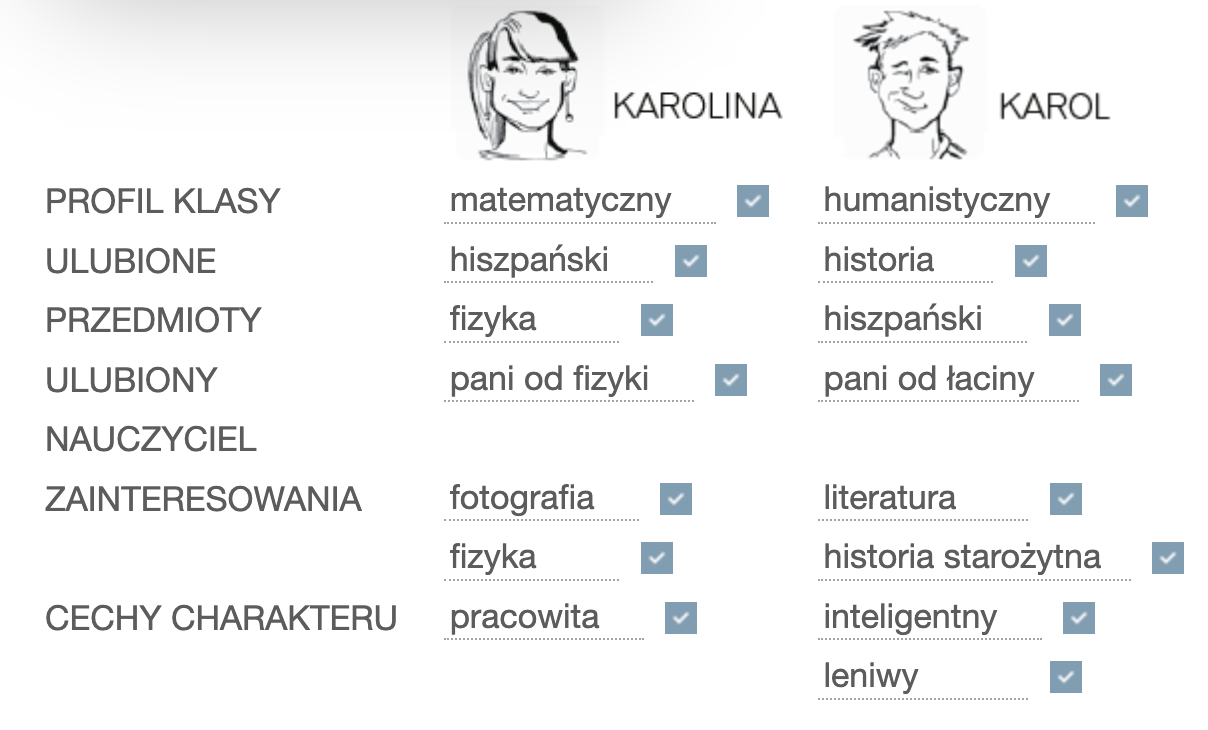 KAROLINA KAROL
PROFIL KLASY matematyczny humanistyczny
ULUBIONE hiszpański historia
PRZEDMIOTY fizyka hiszpański
ULUBIONY pani od fizyki pani od łaciny
NAUCZYCIEL
ZAINTERESOWANIA fotografia literatura
fizyka historia starożytna
CECHY CHARAKTERU pracowita inteligentny
leniwy